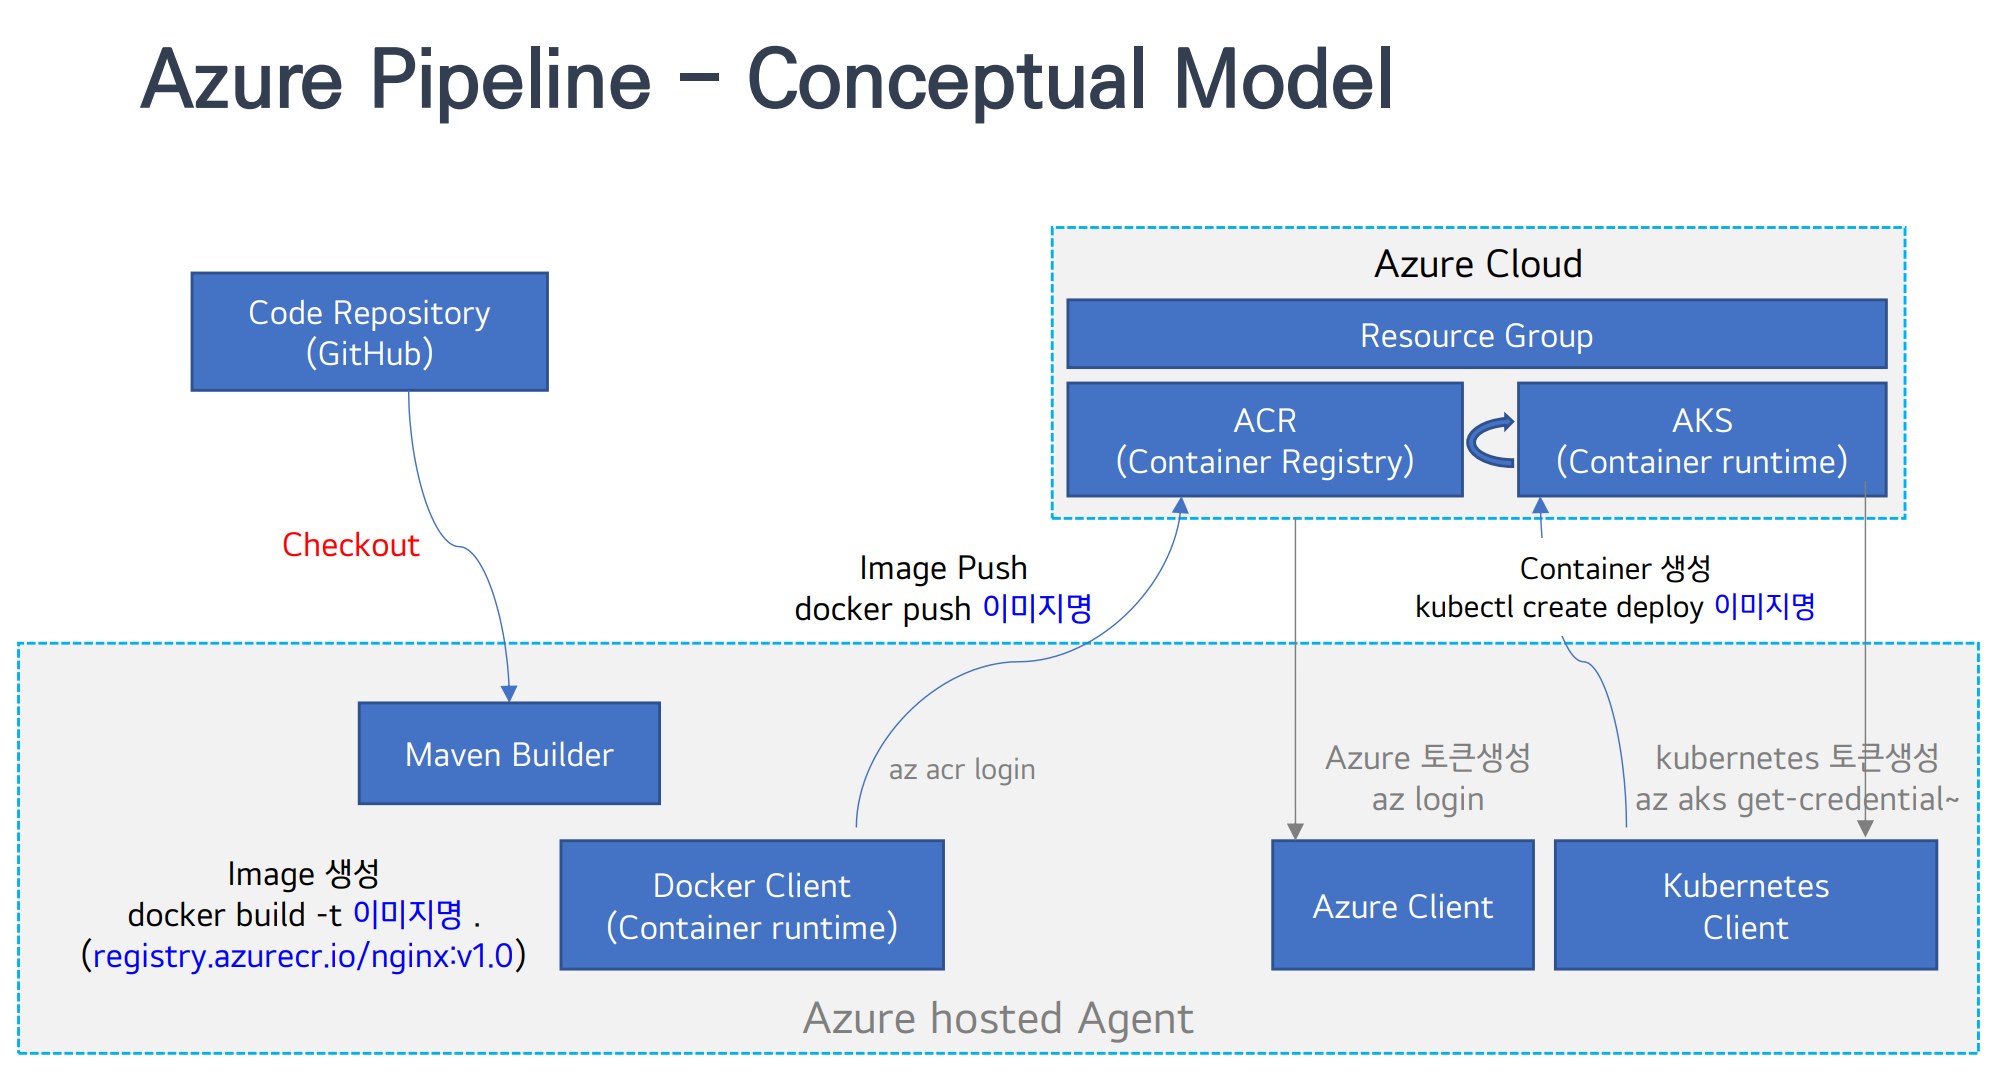 Azure Pipeline – Conceptual Model
Azure Cloud
Code Repository
(GitHub)
Resource Group
ACR
(Container Registry)
AKS
(Container runtime)
Checkout
Image Push
docker push 이미지명
Container 생성
kubectl create deploy 이미지명
Maven Builder
az acr login
Azure 토큰생성
az login
kubernetes 토큰생성
az aks get-credential~
Image 생성
docker build -t 이미지명 .
(registry.azurecr.io/nginx:v1.0)
Docker Client
(Container runtime)
Azure Client
Kubernetes
Client
Azure hosted Agent